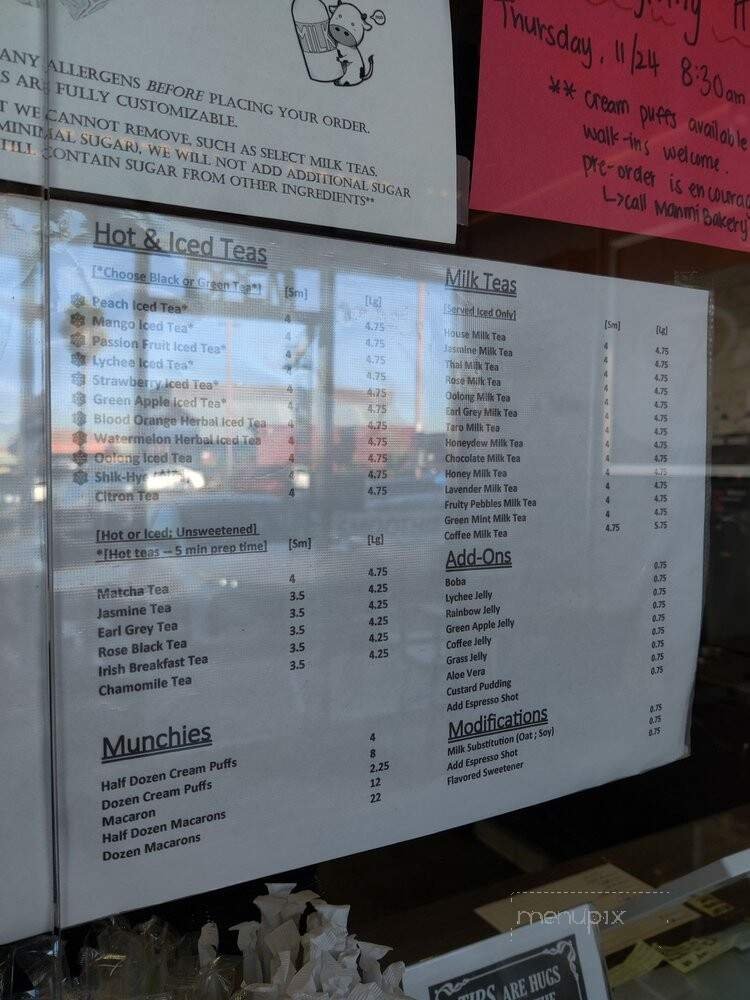 MILK
ANY ALLERGENS BEFORE PLACING YOUR ORDER.
S ARE FULLY CUSTOMIZABLE.
T WE CANNOT REMOVE, SUCH AS SELECT MILK TEAS.
MINIMAL SUGAR), WE WILL NOT ADD ADDITIONAL SUGAR
TILL CONTAIN SUGAR FROM OTHER INGREDIENTS**
Thursday, 11/24 8:30am
** cream puffs available
walk-ins welcome.
pre-order is encourag
↳call Manmi Bakery
Hot & Iced Teas
[*Choose Black or Green Tea*] [Sm] [Lg]
Peach Iced Tea* 4 4.75
Mango Iced Tea* 4 4.75
Passion Fruit Iced Tea* 4 4.75
Lychee Iced Tea* 4 4.75
Strawberry Iced Tea* 4 4.75
Green Apple Iced Tea* 4 4.75
Blood Orange Herbal Iced Tea 4 4.75
Watermelon Herbal Iced Tea 4 4.75
Oolong Iced Tea 4 4.75
Shik-Hye
Citron Tea
[Hot or Iced; Unsweetened]
*[Hot teas – 5 min prep time] [Sm] [Lg]
Matcha Tea 4 4.75
Jasmine Tea 3.5 4.25
Earl Grey Tea 3.5 4.25
Rose Black Tea 3.5 4.25
Irish Breakfast Tea 3.5 4.25
Chamomile Tea 3.5 4.25
Munchies
Half Dozen Cream Puffs 4
Dozen Cream Puffs 8
Macaron 2.25
Half Dozen Macarons 12
Dozen Macarons 22
Milk Teas
[Served Iced Only] [Sm] [Lg]
House Milk Tea 4 4.75
Jasmine Milk Tea 4 4.75
Thai Milk Tea 4 4.75
Rose Milk Tea 4 4.75
Oolong Milk Tea 4 4.75
Earl Grey Milk Tea 4 4.75
Taro Milk Tea 4 4.75
Honeydew Milk Tea 4 4.75
Chocolate Milk Tea 4 4.75
Honey Milk Tea 4 4.75
Lavender Milk Tea 4 4.75
Fruity Pebbles Milk Tea 4 4.75
Green Mint Milk Tea 4 4.75
Coffee Milk Tea 4.75 5.75
Add-Ons
Boba 0.75
Lychee Jelly 0.75
Rainbow Jelly 0.75
Green Apple Jelly 0.75
Coffee Jelly 0.75
Grass Jelly 0.75
Aloe Vera 0.75
Custard Pudding 0.75
Add Espresso Shot 0.75
Modifications
Milk Substitution (Oat ; Soy) 0.75
Add Espresso Shot 0.75
Flavored Sweetener 0.75
menupix
TIPS ARE HUGS